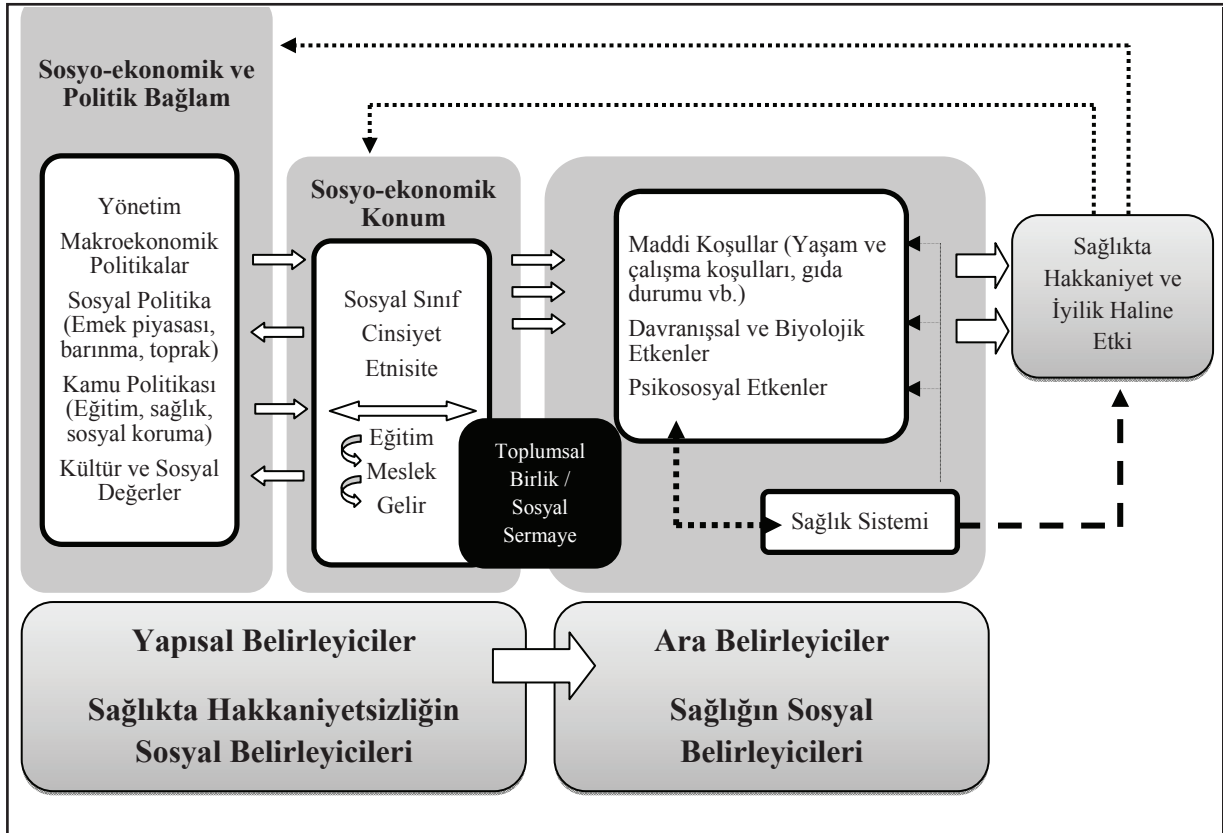 Sosyo-ekonomik ve
Politik Bağlam
Yönetim
Makroekonomik
Politikalar
Sosyal Politika
(Emek piyasası,
barınma, toprak)
Kamu Politikası
(Eğitim, sağlık,
sosyal koruma)
Kültür ve Sosyal
Değerler
Sosyo-ekonomik
Konum
Sosyal Sınıf
Cinsiyet
Etnisite
Eğitim
Meslek
Gelir
Toplumsal
Birlik /
Sosyal
Sermaye
Maddi Koşullar (Yaşam ve
çalışma koşulları, gıda
durumu vb.)
Davranışsal ve Biyolojik
Etkenler
Psikososyal Etkenler
Sağlık Sistemi
Sağlıkta
Hakkaniyet ve
İyilik Haline
Etki
Yapısal Belirleyiciler
Sağlıkta Hakkaniyetsizliğin
Sosyal Belirleyicileri
Ara Belirleyiciler
Sağlığın Sosyal
Belirleyicileri